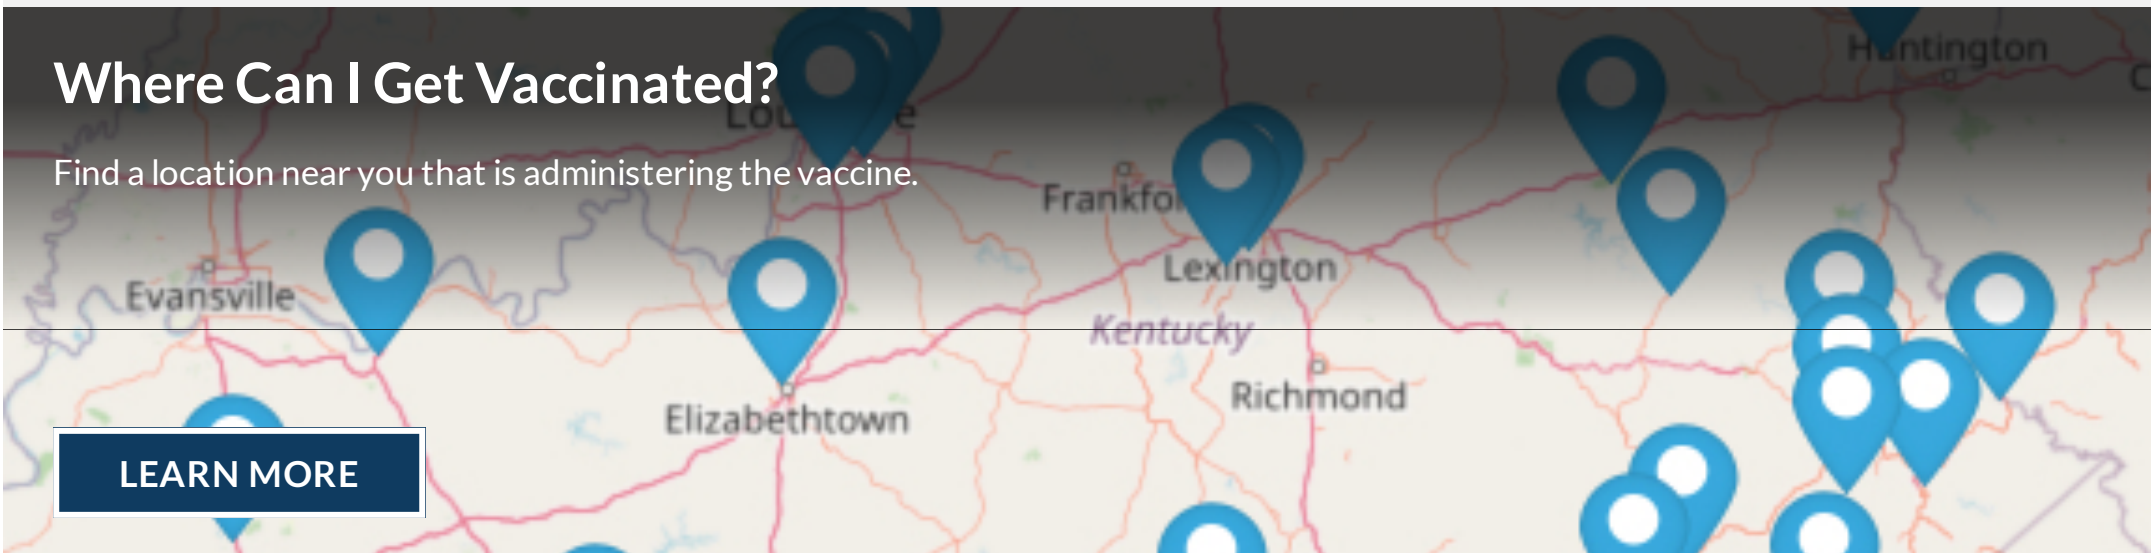 Where Can I Get Vaccinated?
Find a location near you that is administering the vaccine.
Huntington
Evansville
Lexington
Kentucky
Elizabethtown
Richmond
LEARN MORE